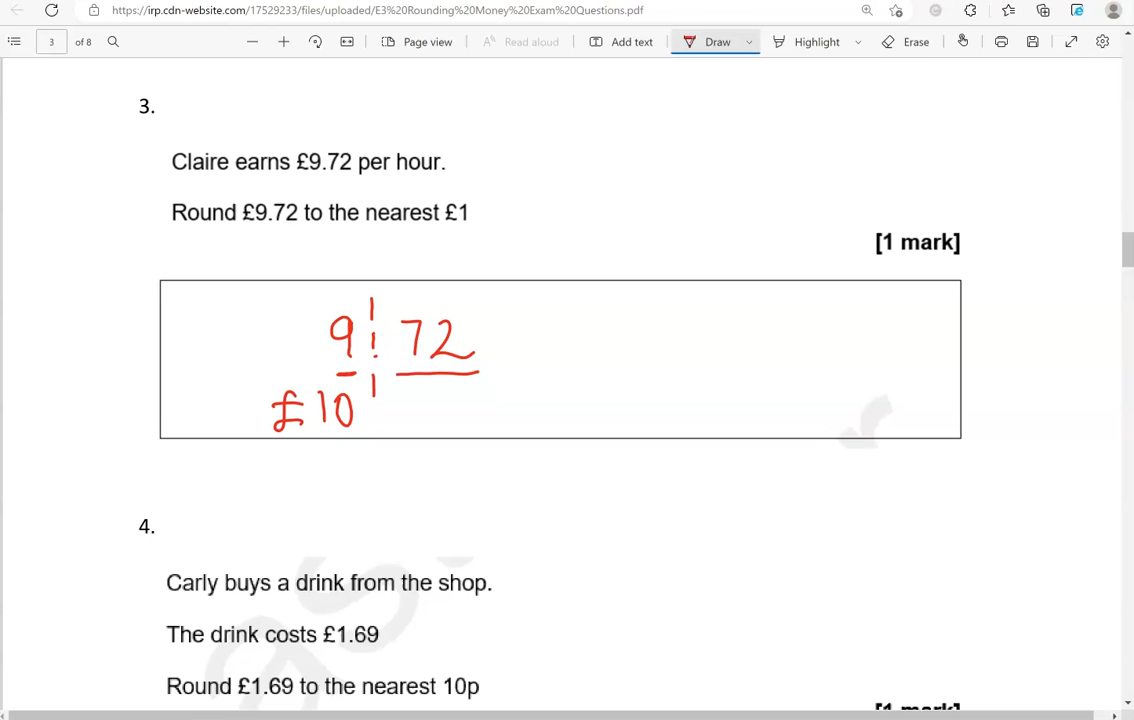 https://irp.cdn-website.com/17529233/files/uploaded/E3%20Rounding%20Money%20Exam%20Questions.pdf
3 of 8 Page view Read aloud Add text Draw Highlight Erase
3.
Claire earns £9.72 per hour.
Round £9.72 to the nearest £1
[1 mark]
9 72
£10
4.
Carly buys a drink from the shop.
The drink costs £1.69
Round £1.69 to the nearest 10p
[1 mark]